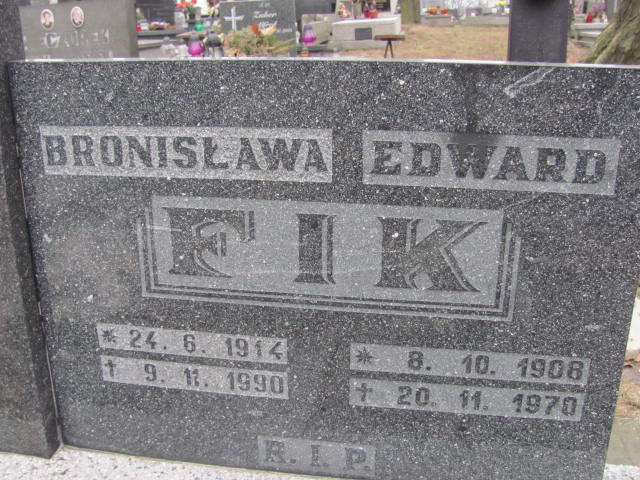 BRONISŁAWA EDWARD
FIK
* 24. 6. 1914 * 8. 10. 1908
† 9. 11. 1990 † 20. 11. 1970
R.I.P.